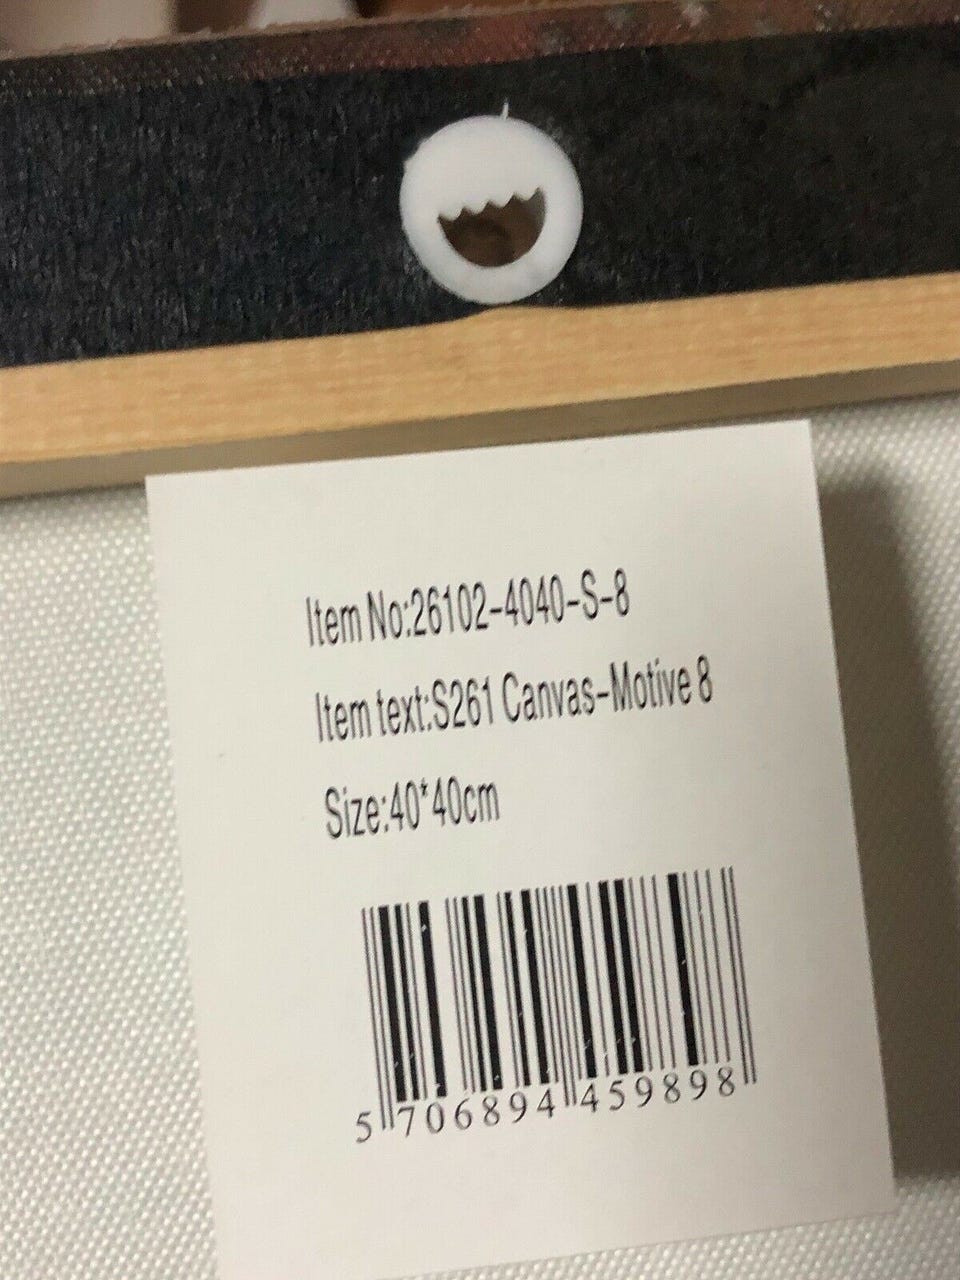 Item No:26102-4040-S-8
Item text:S261 Canvas-Motive 8
Size:40*40cm
5 706894 459898